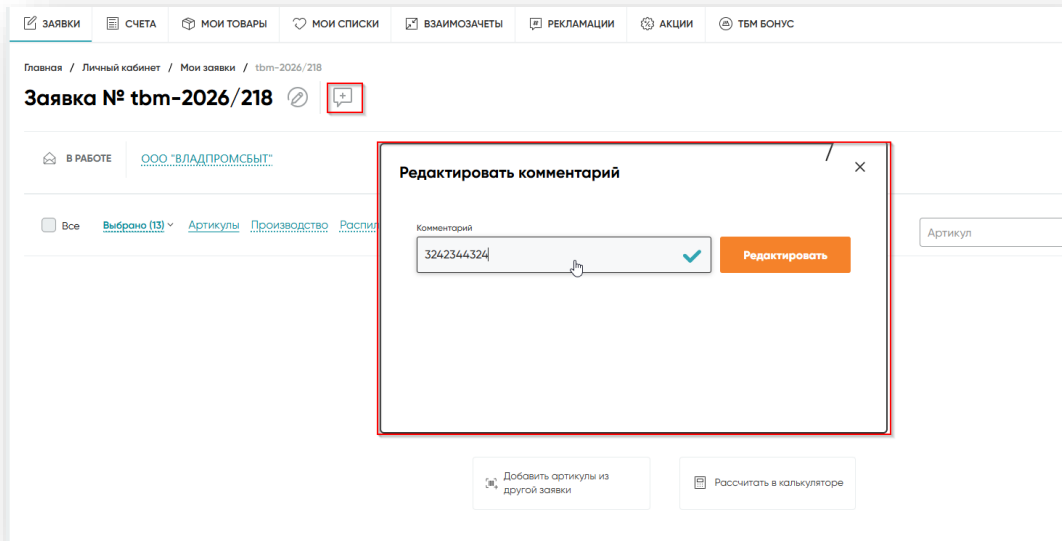 ЗАЯВКИ СЧЕТА МОИ ТОВАРЫ МОИ СПИСКИ ВЗАИМОЗАЧЕТЫ РЕКЛАМАЦИИ АКЦИИ ТБМ БОНУС
Главная / Личный кабинет / Мои заявки / tbm-2026/218
Заявка № tbm-2026/218
В РАБОТЕ ООО "ВЛАДПРОМСБЫТ"
Редактировать комментарий
Все Выбрано (13) Артикулы Производство Распил
Артикул
Комментарий
3242344324
Редактировать
Добавить артикулы из
другой заявки
Рассчитать в калькуляторе